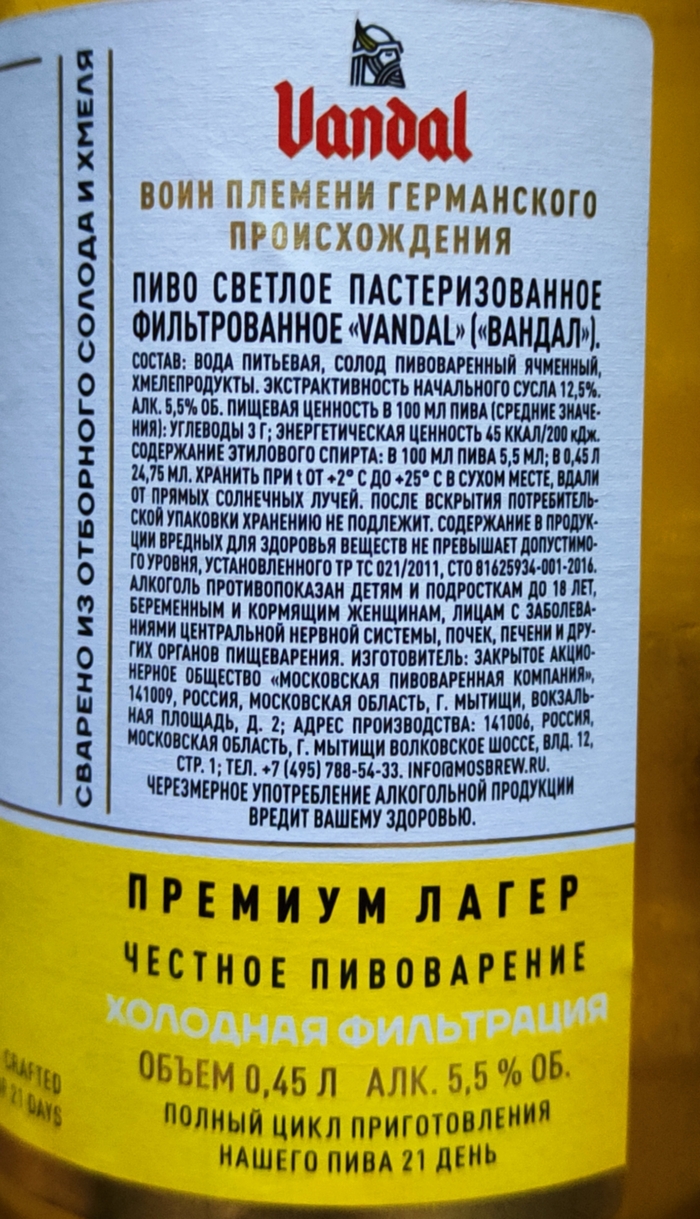 СВАРЕНО ИЗ ОТБОРНОГО СОЛОДА И ХМЕЛЯ
Vandal
ВОИН ПЛЕМЕНИ ГЕРМАНСКОГО
ПРОИСХОЖДЕНИЯ
ПИВО СВЕТЛОЕ ПАСТЕРИЗОВАННОЕ
ФИЛЬТРОВАННОЕ «VANDAL» («ВАНДАЛ»).
СОСТАВ: ВОДА ПИТЬЕВАЯ, СОЛОД ПИВОВАРЕННЫЙ ЯЧМЕННЫЙ,
ХМЕЛЕПРОДУКТЫ. ЭКСТРАКТИВНОСТЬ НАЧАЛЬНОГО СУСЛА 12,5%.
АЛК. 5,5% ОБ. ПИЩЕВАЯ ЦЕННОСТЬ В 100 МЛ ПИВА (СРЕДНИЕ ЗНАЧЕ-
НИЯ): УГЛЕВОДЫ 3 Г; ЭНЕРГЕТИЧЕСКАЯ ЦЕННОСТЬ 45 ККАЛ/200 кДж.
СОДЕРЖАНИЕ ЭТИЛОВОГО СПИРТА: В 100 МЛ ПИВА 5,5 МЛ; В 0,45 Л
24,75 МЛ. ХРАНИТЬ ПРИ t ОТ +2° С ДО +25° С В СУХОМ МЕСТЕ, ВДАЛИ
ОТ ПРЯМЫХ СОЛНЕЧНЫХ ЛУЧЕЙ. ПОСЛЕ ВСКРЫТИЯ ПОТРЕБИТЕЛЬ-
СКОЙ УПАКОВКИ ХРАНЕНИЮ НЕ ПОДЛЕЖИТ. СОДЕРЖАНИЕ В ПРОДУК-
ЦИИ ВРЕДНЫХ ДЛЯ ЗДОРОВЬЯ ВЕЩЕСТВ НЕ ПРЕВЫШАЕТ ДОПУСТИМО-
ГО УРОВНЯ, УСТАНОВЛЕННОГО ТР ТС 021/2011, СТО 81625934-001-2016.
АЛКОГОЛЬ ПРОТИВОПОКАЗАН ДЕТЯМ И ПОДРОСТКАМ ДО 18 ЛЕТ,
БЕРЕМЕННЫМ И КОРМЯЩИМ ЖЕНЩИНАМ, ЛИЦАМ С ЗАБОЛЕВА-
НИЯМИ ЦЕНТРАЛЬНОЙ НЕРВНОЙ СИСТЕМЫ, ПОЧЕК, ПЕЧЕНИ И ДРУ-
ГИХ ОРГАНОВ ПИЩЕВАРЕНИЯ. ИЗГОТОВИТЕЛЬ: ЗАКРЫТОЕ АКЦИО-
НЕРНОЕ ОБЩЕСТВО «МОСКОВСКАЯ ПИВОВАРЕННАЯ КОМПАНИЯ»,
141009, РОССИЯ, МОСКОВСКАЯ ОБЛАСТЬ, Г. МЫТИЩИ, ВОКЗАЛЬ-
НАЯ ПЛОЩАДЬ, Д. 2; АДРЕС ПРОИЗВОДСТВА: 141006, РОССИЯ,
МОСКОВСКАЯ ОБЛАСТЬ, Г. МЫТИЩИ ВОЛКОВСКОЕ ШОССЕ, ВЛД. 12,
СТР. 1; ТЕЛ. +7 (495) 788-54-33. INFO@MOSBREW.RU.
ЧЕРЕЗМЕРНОЕ УПОТРЕБЛЕНИЕ АЛКОГОЛЬНОЙ ПРОДУКЦИИ
ВРЕДИТ ВАШЕМУ ЗДОРОВЬЮ.
ПРЕМИУМ ЛАГЕР
ЧЕСТНОЕ ПИВОВАРЕНИЕ
ХОЛОДНАЯ ФИЛЬТРАЦИЯ
ОБЪЕМ 0,45 Л АЛК. 5,5 % ОБ.
ПОЛНЫЙ ЦИКЛ ПРИГОТОВЛЕНИЯ
НАШЕГО ПИВА 21 ДЕНЬ
CRAFTED
21 DAYS